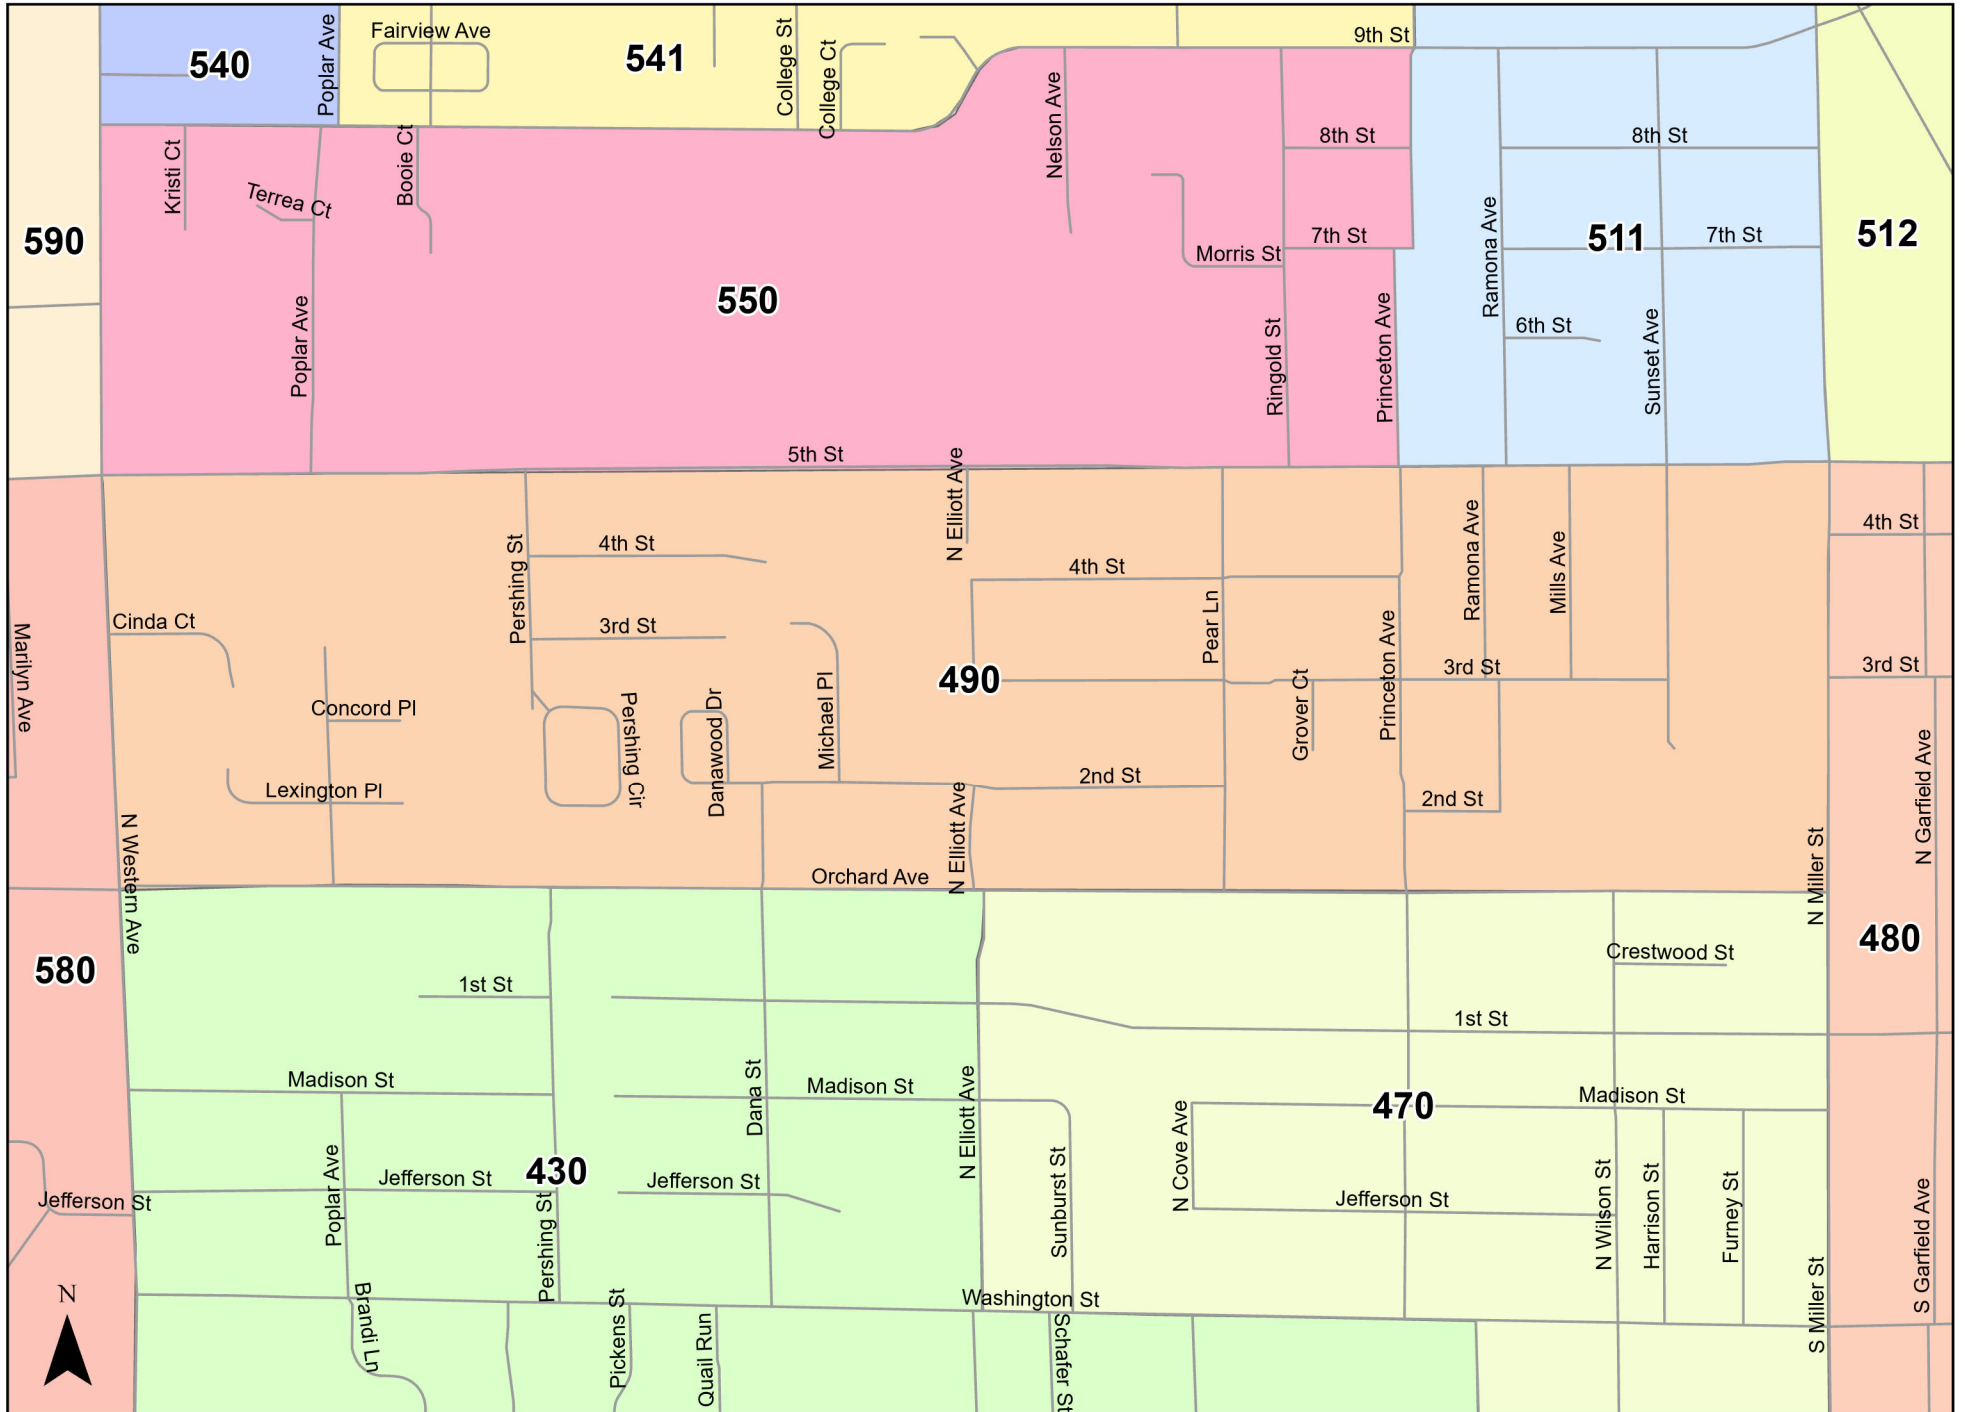 Fairview Ave
9th St
540
Poplar Ave
541
College St
College Ct
Nelson Ave
Kristi Ct
Terrea Ct
Booie Ct
8th St
8th St
590
550
Morris St
7th St
Ramona Ave
511
7th St
512
Poplar Ave
Ringold St
Princeton Ave
6th St
Sunset Ave
5th St
N Elliott Ave
Pershing St
4th St
4th St
Ramona Ave
Mills Ave
4th St
Marilyn Ave
Cinda Ct
3rd St
490
Pear Ln
Princeton Ave
3rd St
3rd St
Concord Pl
Pershing Cir
Danawood Dr
Michael Pl
Grover Ct
Lexington Pl
2nd St
2nd St
N Garfield Ave
N Western Ave
Orchard Ave
N Elliott Ave
N Miller St
580
480
Crestwood St
1st St
1st St
Madison St
Dana St
Madison St
N Elliott Ave
470
Madison St
N Cove Ave
Poplar Ave
Jefferson St
430
Jefferson St
Jefferson St
Sunburst St
Jefferson St
N Wilson St
Harrison St
Furney St
S Garfield Ave
Pershing St
N
Washington St
Brandi Ln
Pickens St
Quail Run
Schafer St
S Miller St